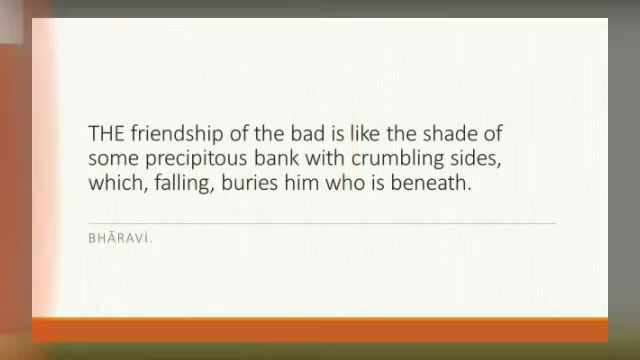 THE friendship of the bad is like the shade of
some precipitous bank with crumbling sides,
which, falling, buries him who is beneath.
BHĀRAVİ.